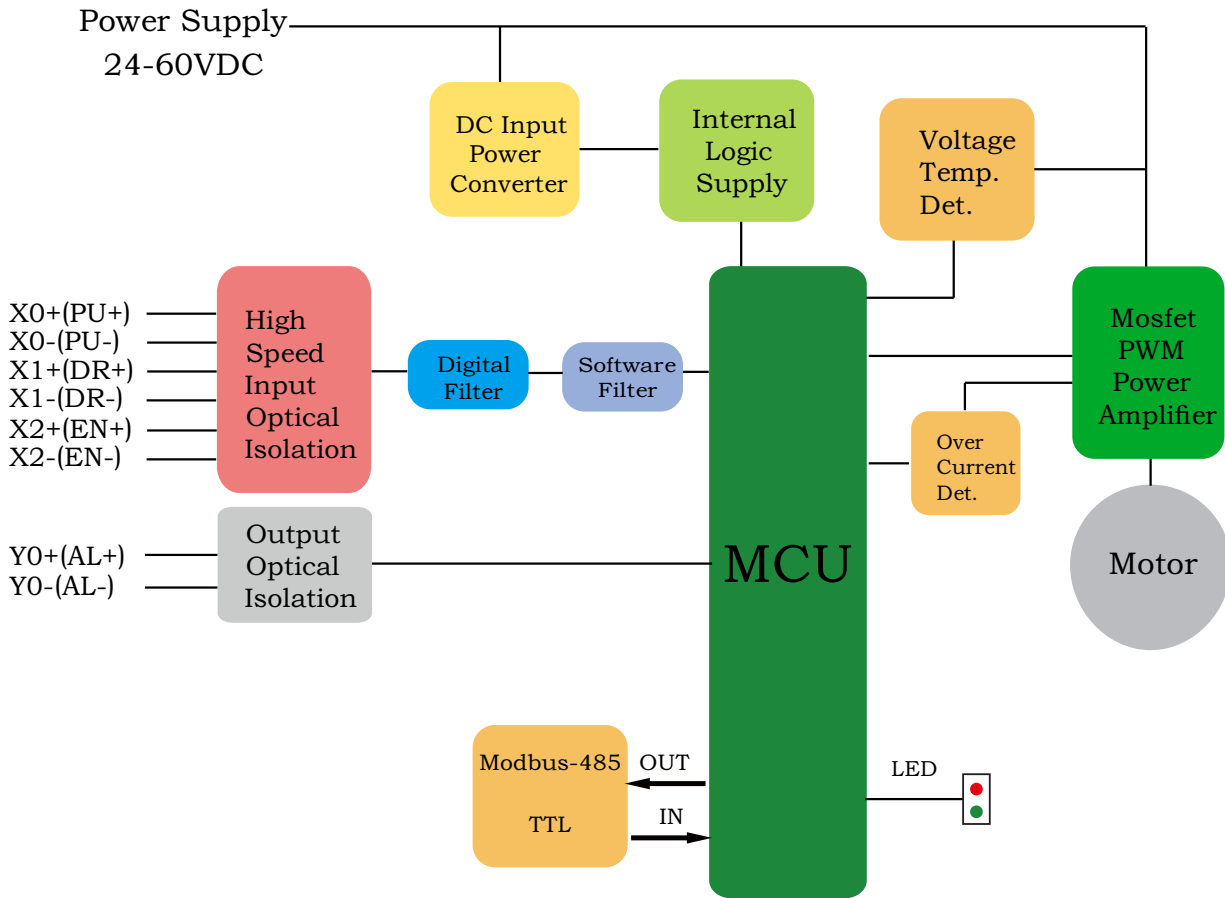 Power Supply
24-60VDC
DC Input
Power
Converter
Internal
Logic
Supply
Voltage
Temp.
Det.
X0+(PU+)
X0-(PU-)
X1+(DR+)
X1-(DR-)
X2+(EN+)
X2-(EN-)
High
Speed
Input
Optical
Isolation
Digital
Filter
Software
Filter
Mosfet
PWM
Power
Amplifier
Over
Current
Det.
Y0+(AL+)
Y0-(AL-)
Output
Optical
Isolation
MCU
Motor
Modbus-485
TTL
OUT
IN
LED